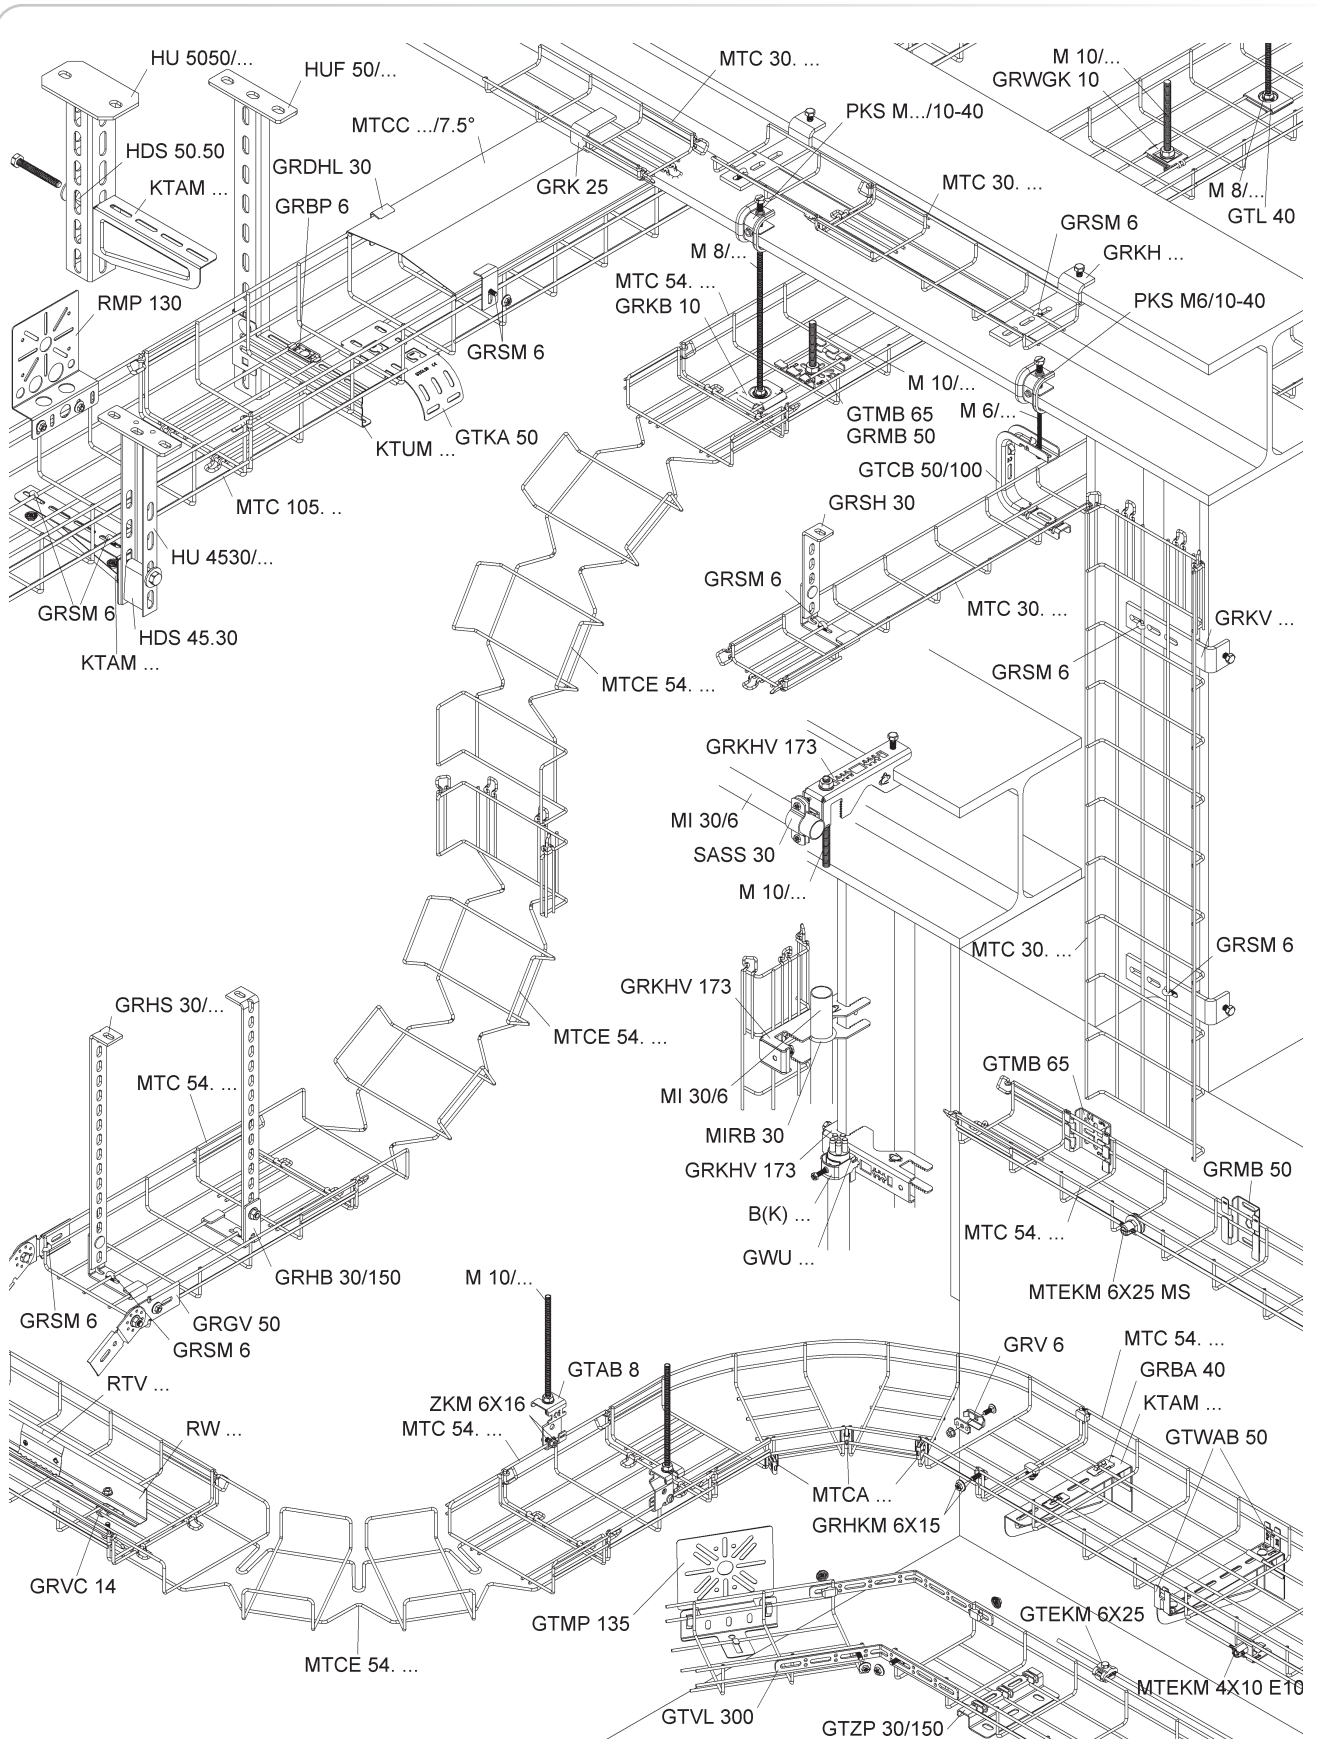 HU 5050/...
HUF 50/...
MTC 30. ...
M 10/...
GRWGK 10
PKS M.../10-40
MTCC .../7.5°
HDS 50.50
GRDHL 30
KTAM ...
GRK 25
MTC 30. ...
M 8/...
GTL 40
GRBP 6
GRSM 6
GRKH ...
M 8/...
MTC 54. ...
GRKB 10
PKS M6/10-40
RMP 130
GRSM 6
M 10/...
GTMB 65
GRMB 50
M 6/...
GTKA 50
KTUM ...
GTCB 50/100
MTC 105. ..
GRSH 30
HU 4530/...
GRSM 6
GRSM 6
HDS 45.30
KTAM ...
MTC 30. ...
GRKV ...
GRSM 6
MTCE 54. ...
GRKHV 173
MI 30/6
SASS 30
M 10/...
MTC 30. ...
GRSM 6
GRKHV 173
GRHS 30/...
MTCE 54. ...
GTMB 65
MTC 54. ...
MI 30/6
MIRB 30
GRKHV 173
GRMB 50
B(K) ...
MTC 54. ...
GWU ...
GRHB 30/150
M 10/...
MTEKM 6X25 MS
GRSM 6
GRGV 50
GRSM 6
GRV 6
MTC 54. ...
GTAB 8
GRBA 40
RTV ...
ZKM 6X16
KTAM ...
RW ...
MTC 54. ...
GTWAB 50
MTCA ...
GRHKM 6X15
GRVC 14
GTMP 135
GTEKM 6X25
MTCE 54. ...
MTEKM 4X10 E10
GTVL 300
GTZP 30/150